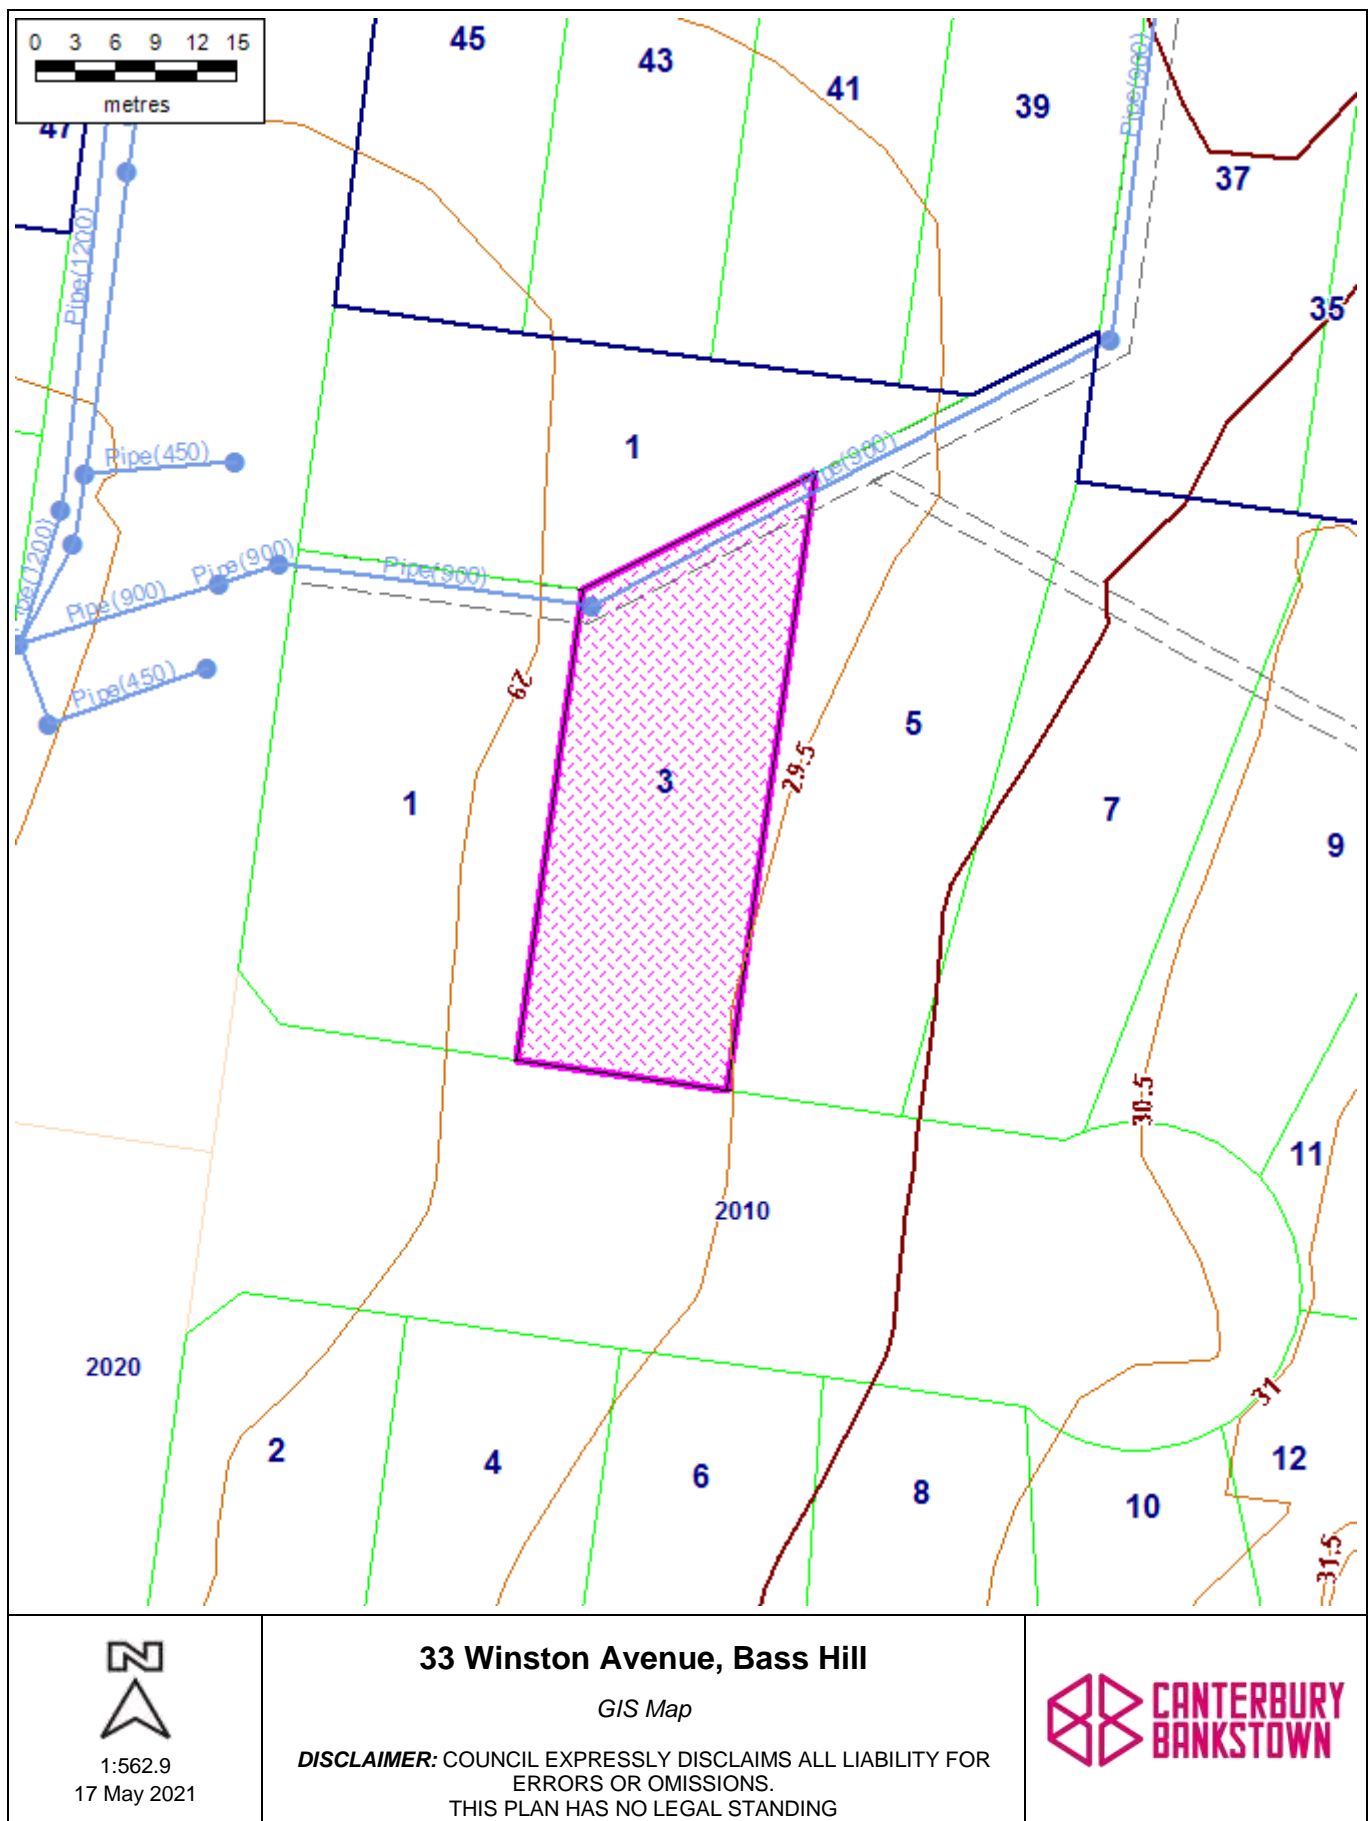 0 3 6 9 12 15
metres
45
43
41
39
37
35
47
Pipe(900)
Pipe(1200)
1
Pipe(450)
Pipe(900)
Pipe(900)
Pipe(900)
Pipe(900)
Pipe(450)
29
29.5
5
3
1
7
9
30.5
11
2010
2020
31
2
4
6
8
10
12
31.5
N
1:562.9
17 May 2021
33 Winston Avenue, Bass Hill
GIS Map
DISCLAIMER: COUNCIL EXPRESSLY DISCLAIMS ALL LIABILITY FOR
ERRORS OR OMISSIONS.
THIS PLAN HAS NO LEGAL STANDING
CANTERBURY
BANKSTOWN